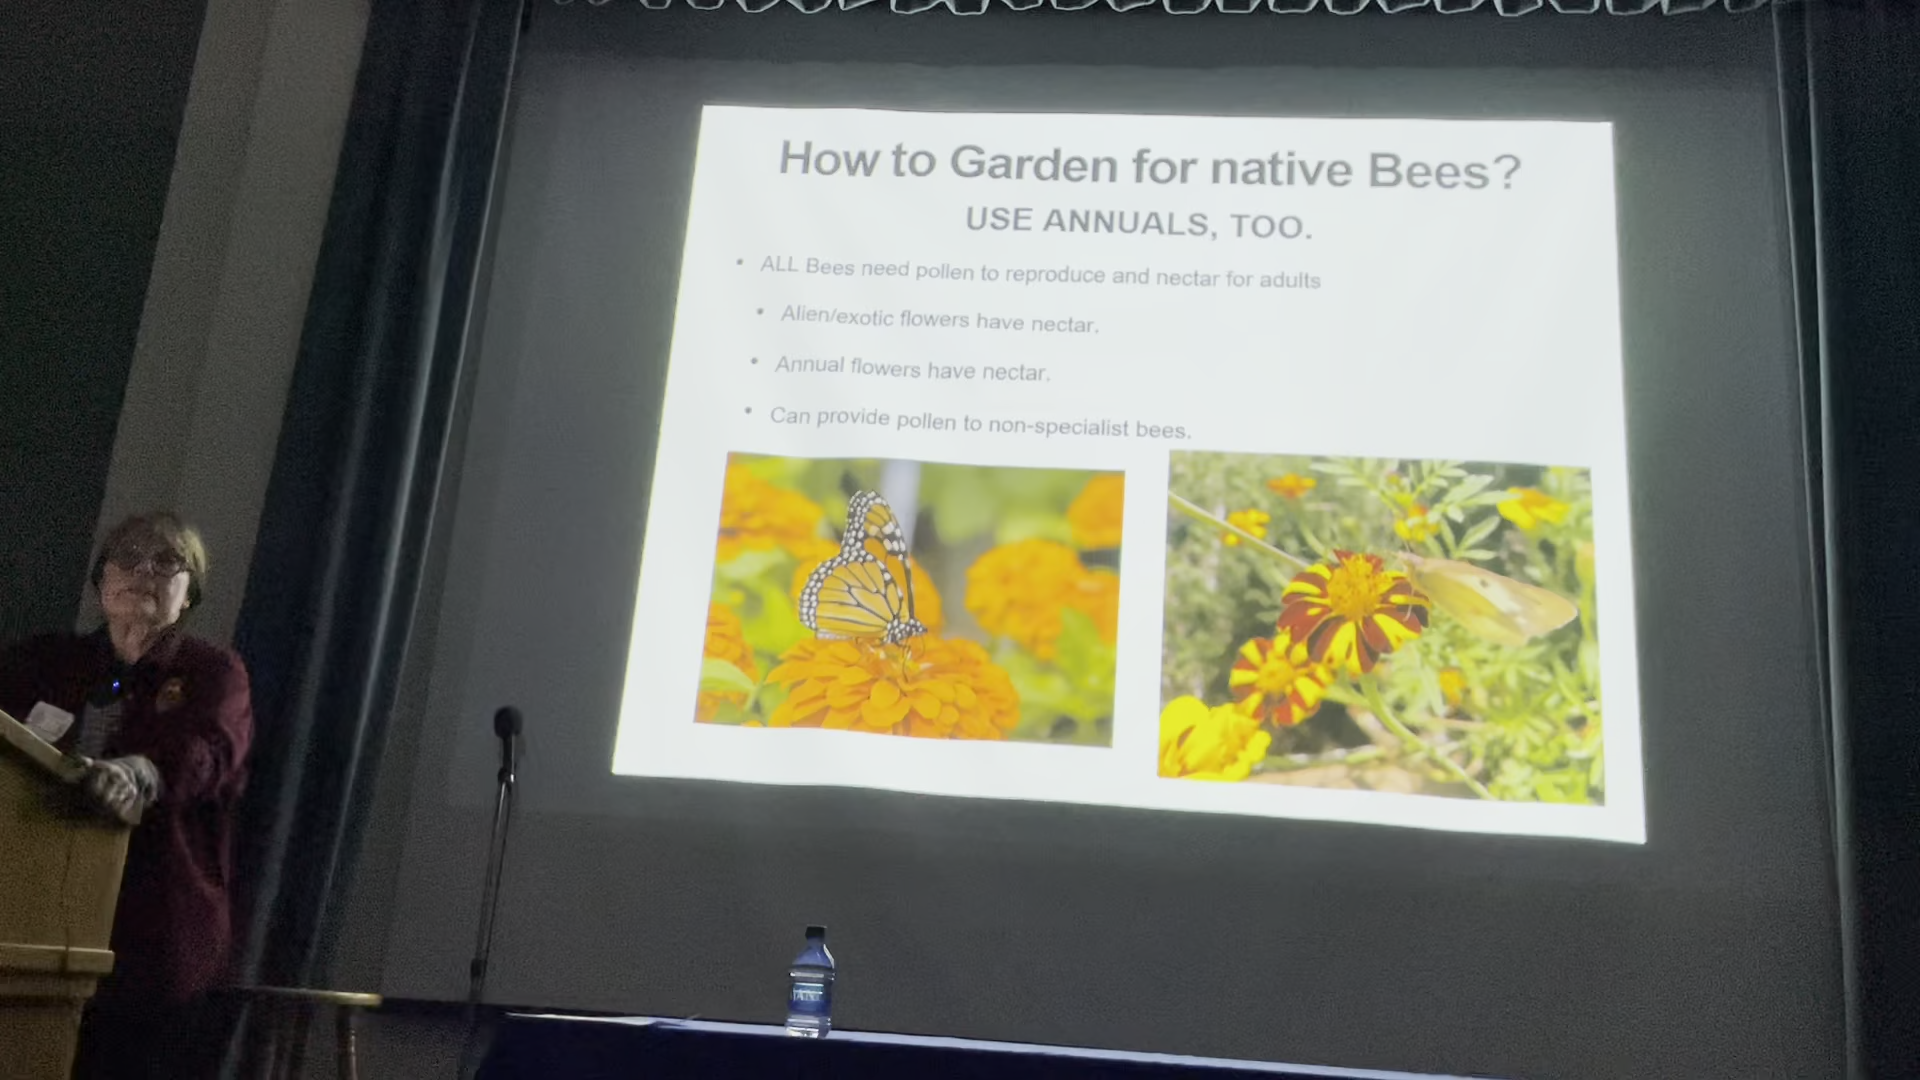 How to Garden for native Bees?
USE ANNUALS, TOO.
• ALL Bees need pollen to reproduce and nectar for adults
• Alien/exotic flowers have nectar.
• Annual flowers have nectar.
• Can provide pollen to non-specialist bees.